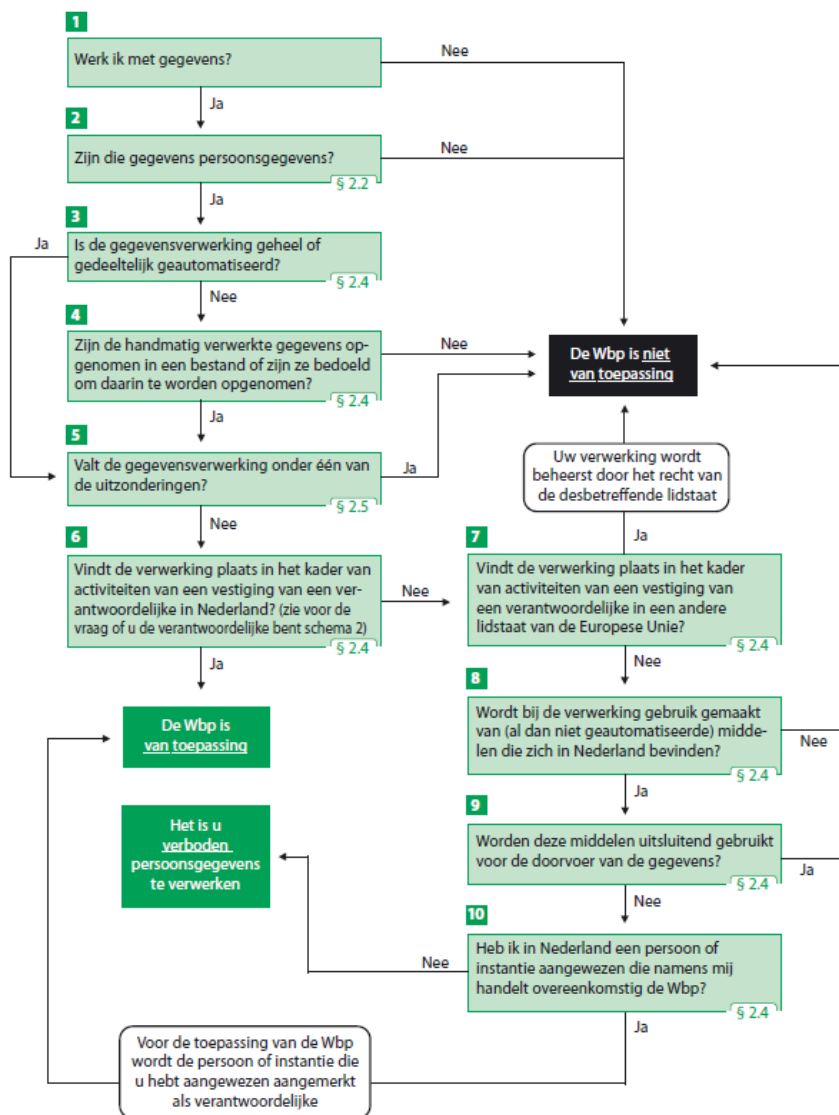 1
Werk ik met gegevens?
Nee
Ja
2
Zijn die gegevens persoonsgegevens?
Nee
§ 2.2
Ja
3
Ja
Is de gegevensverwerking geheel of
gedeeltelijk geautomatiseerd?
§ 2.4
Nee
4
Zijn de handmatig verwerkte gegevens op-
genomen in een bestand of zijn ze bedoeld
om daarin te worden opgenomen?
Nee
§ 2.4
De Wbp is niet
van toepassing
Ja
5
Valt de gegevensverwerking onder één van
de uitzonderingen?
Ja
§ 2.5
Uw verwerking wordt
beheerst door het recht van
de desbetreffende lidstaat
Nee
Ja
6
Vindt de verwerking plaats in het kader van
activiteiten van een vestiging van een ver-
antwoordelijke in Nederland? (zie voor de
vraag of u de verantwoordelijke bent schema 2)
§ 2.4
Nee
7
Vindt de verwerking plaats in het kader
van activiteiten van een vestiging van
een verantwoordelijke in een andere
lidstaat van de Europese Unie?
§ 2.4
Ja
Nee
De Wbp is
van toepassing
8
Wordt bij de verwerking gebruik gemaakt
van (al dan niet geautomatiseerde) midde-
len die zich in Nederland bevinden?
§ 2.4
Nee
Ja
Het is u
verboden
persoonsgegevens
te verwerken
9
Worden deze middelen uitsluitend gebruikt
voor de doorvoer van de gegevens?
§ 2.4
Ja
Nee
10
Heb ik in Nederland een persoon of
instantie aangewezen die namens mij
handelt overeenkomstig de Wbp?
§ 2.4
Nee
Ja
Voor de toepassing van de Wbp
wordt de persoon of instantie die
u hebt aangewezen aangemerkt
als verantwoordelijke